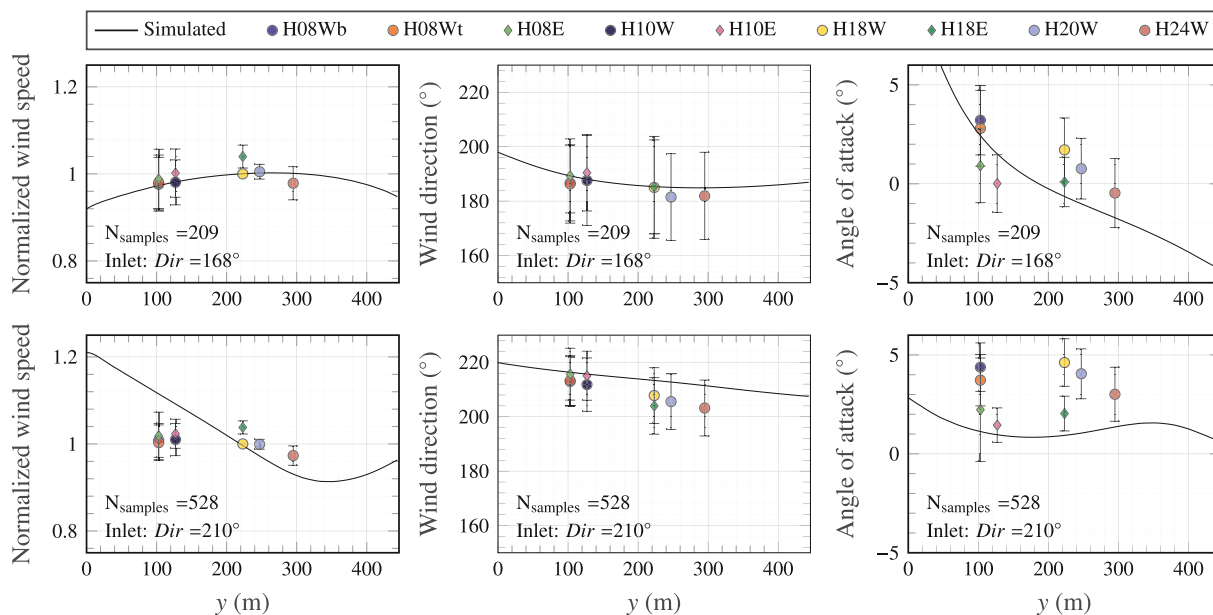 Simulated H08Wb H08Wt H08E H10W H10E H18W H18E H20W H24W
Normalized wind speed
1.2
1
0.8
0 100 200 300 400
N_samples =209
Inlet: Dir =168°
Wind direction (°)
220
200
180
160
0 100 200 300 400
N_samples =209
Inlet: Dir =168°
Angle of attack (°)
5
0
−5
0 100 200 300 400
N_samples =209
Inlet: Dir =168°
Normalized wind speed
1.2
1
0.8
0 100 200 300 400
N_samples =528
Inlet: Dir =210°
y (m)
Wind direction (°)
220
200
180
160
0 100 200 300 400
N_samples =528
Inlet: Dir =210°
y (m)
Angle of attack (°)
5
0
−5
0 100 200 300 400
N_samples =528
Inlet: Dir =210°
y (m)